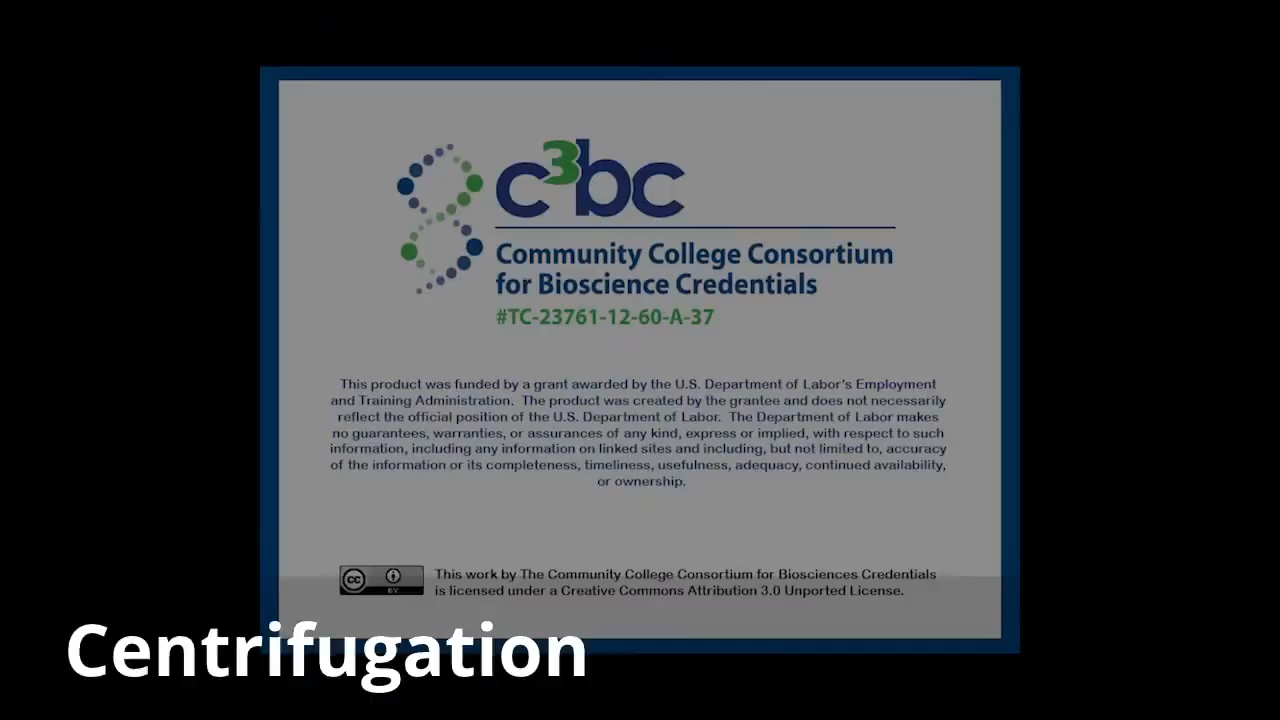 c3bc
Community College Consortium
for Bioscience Credentials
#TC-23761-12-60-A-37
This product was funded by a grant awarded by the U.S. Department of Labor's Employment
and Training Administration. The product was created by the grantee and does not necessarily
reflect the official position of the U.S. Department of Labor. The Department of Labor makes
no guarantees, warranties, or assurances of any kind, express or implied, with respect to such
information, including any information on linked sites and including, but not limited to, accuracy
of the information or its completeness, timeliness, usefulness, adequacy, continued availability,
or ownership.
cc BY
This work by The Community College Consortium for Biosciences Credentials
is licensed under a Creative Commons Attribution 3.0 Unported License.
Centrifugation